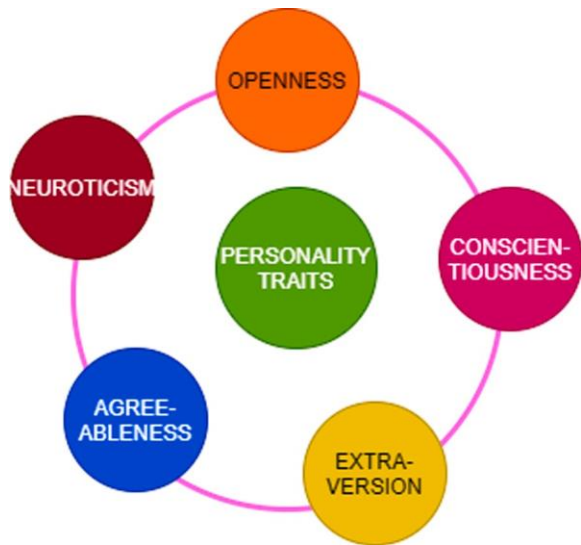 OPENNESS
NEUROTICISM
PERSONALITY
TRAITS
CONSCIEN-
TIOUSNESS
AGREE-
ABLENESS
EXTRA-
VERSION